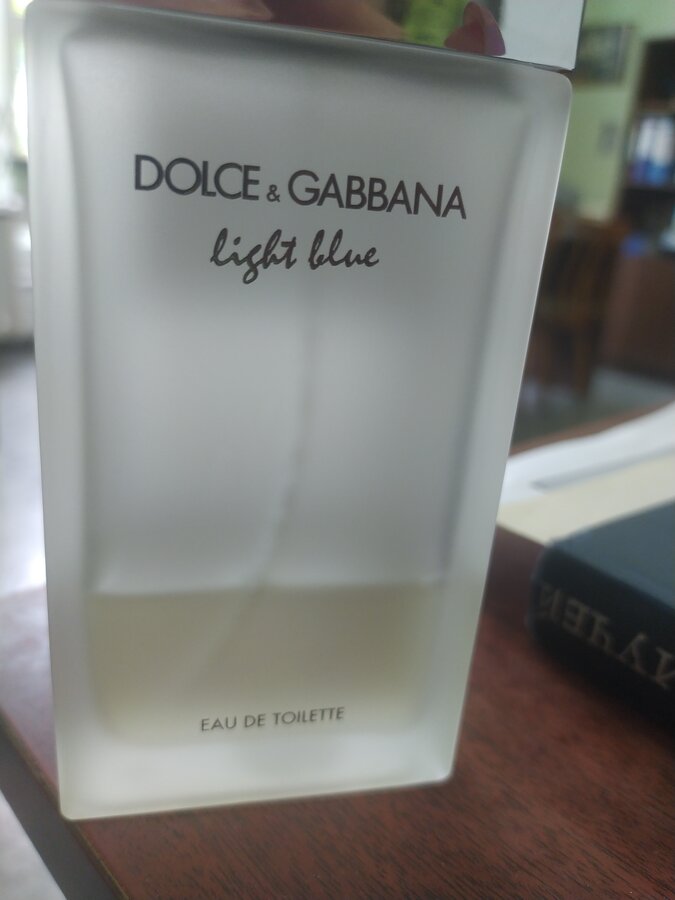 DOLCE & GABBANA
light blue
EAU DE TOILETTE